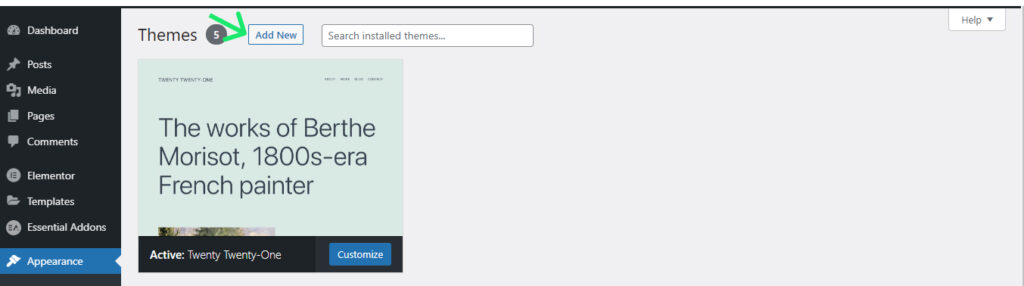 Dashboard
Posts
Media
Pages
Comments
Elementor
Templates
Essential Addons
Appearance
Themes 5 Add New Search installed themes...
Help
TWENTY TWENTY-ONE ABOUT WORK BLOG CONTACT
The works of Berthe
Morisot, 1800s-era
French painter
Active: Twenty Twenty-One Customize